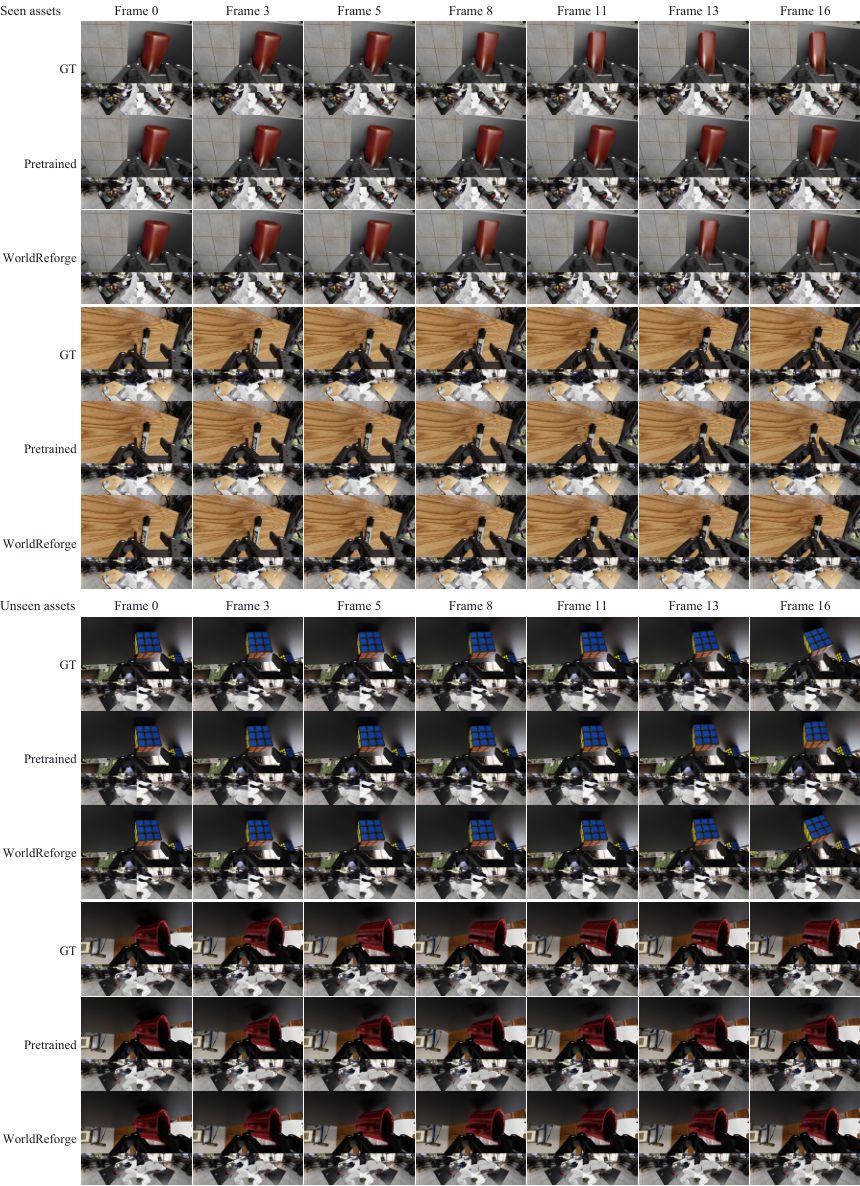 Seen assets Frame 0 Frame 3 Frame 5 Frame 8 Frame 11 Frame 13 Frame 16
GT
Pretrained
WorldReforge
GT
Pretrained
WorldReforge
Unseen assets Frame 0 Frame 3 Frame 5 Frame 8 Frame 11 Frame 13 Frame 16
GT
Pretrained
WorldReforge
GT
Pretrained
WorldReforge